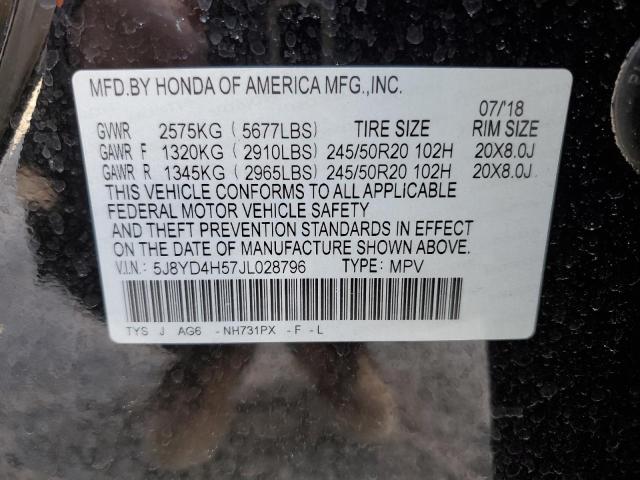 MFD.BY HONDA OF AMERICA MFG.,INC.
07/'18
GVWR 2575KG ( 5677LBS) TIRE SIZE RIM SIZE
GAWR F 1320KG ( 2910LBS) 245/50R20 102H 20X8.0J
GAWR R 1345KG ( 2965LBS) 245/50R20 102H 20X8.0J
THIS VEHICLE CONFORMS TO ALL APPLICABLE
FEDERAL MOTOR VEHICLE SAFETY
AND THEFT PREVENTION STANDARDS IN EFFECT
ON THE DATE OF MANUFACTURE SHOWN ABOVE.
V.I.N.: 5J8YD4H57JL028796 TYPE: MPV
TYS J AG6 -NH731PX -F -L